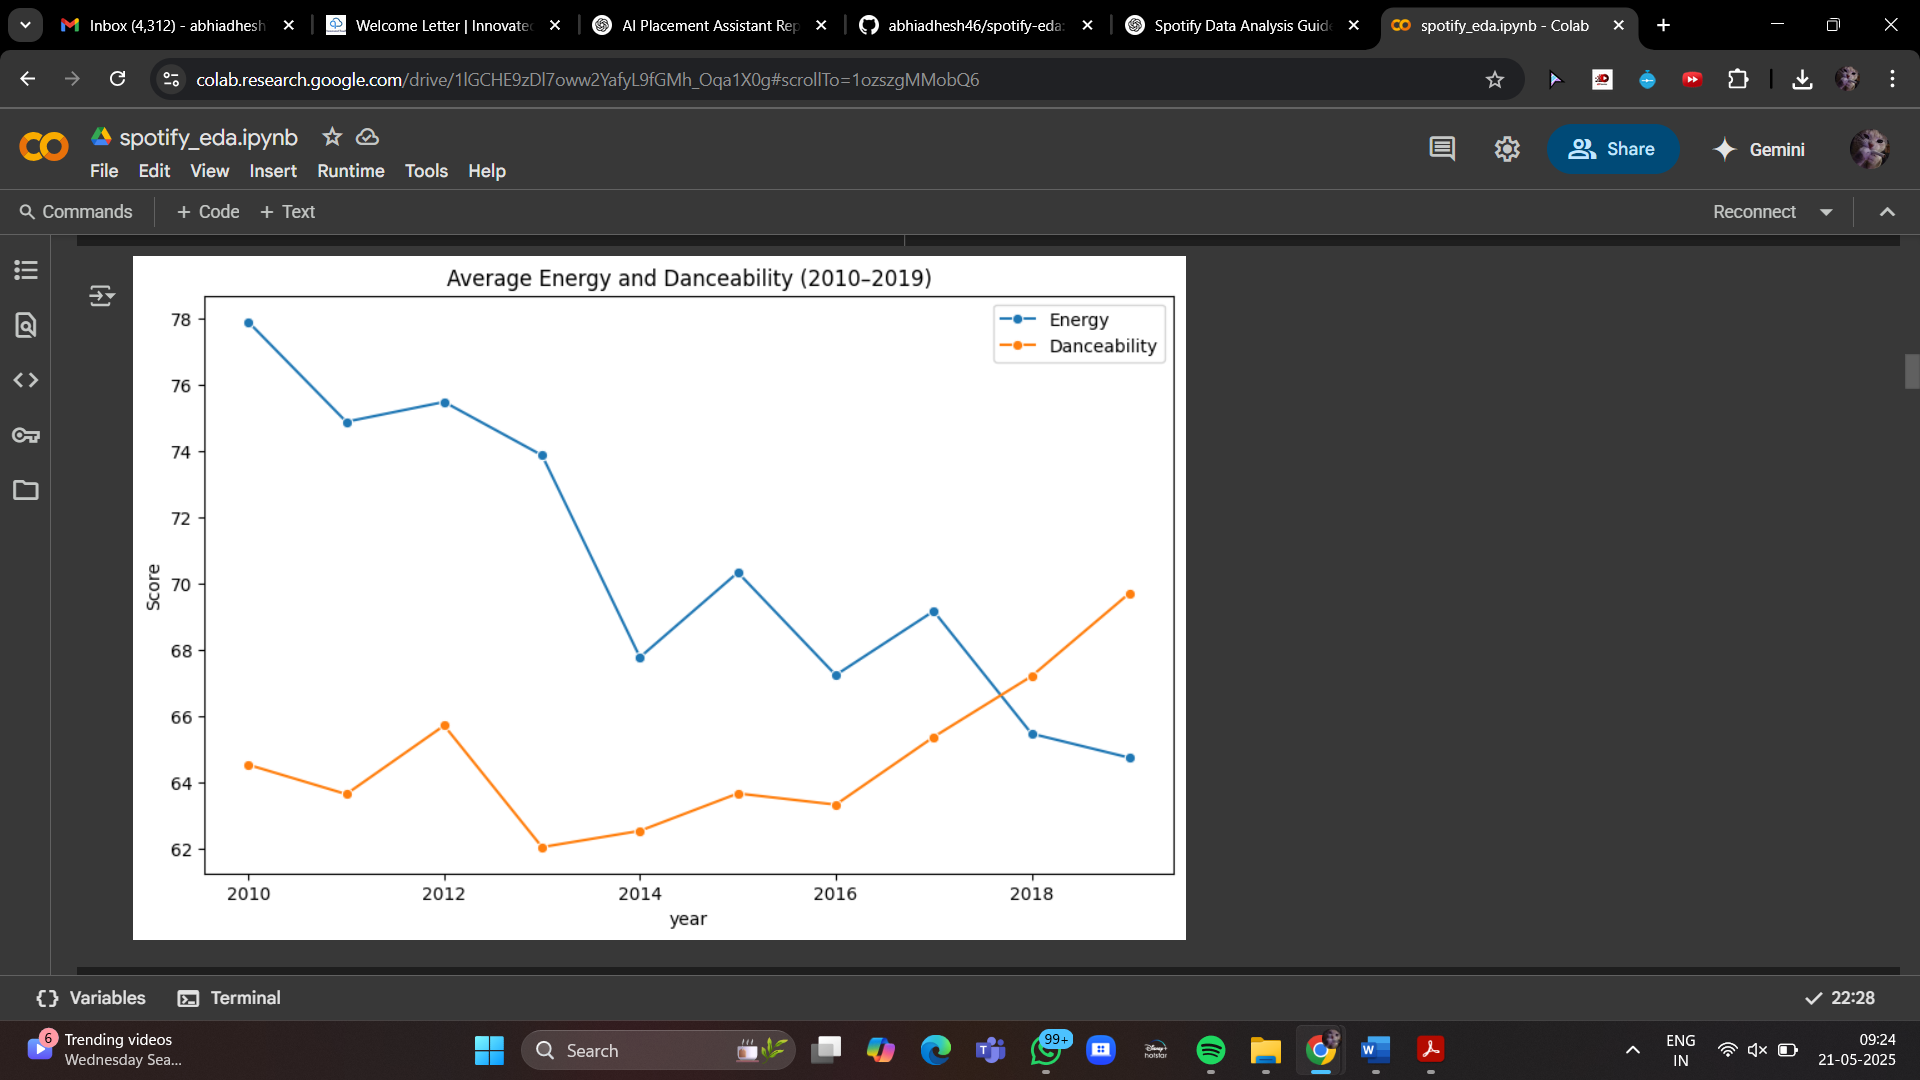 Inbox (4,312) - abhiadhesh
Welcome Letter | Innovate
AI Placement Assistant Rep
abhiadhesh46/spotify-eda:
Spotify Data Analysis Guide
spotify_eda.ipynb - Colab
colab.research.google.com/drive/1lGCHE9zDl7oww2YafyL9fGMh_Oqa1X0g#scrollTo=1ozszgMMobQ6
spotify_eda.ipynb
File Edit View Insert Runtime Tools Help
Share
Gemini
Commands + Code + Text
Reconnect
Average Energy and Danceability (2010–2019)
Energy
Danceability
78
76
74
72
70
68
66
64
62
Score
2010 2012 2014 2016 2018
year
Variables
Terminal
22:28
6
Trending videos
Wednesday Sea...
Search
99+
Disney+
hotstar
ENG
IN
09:24
21-05-2025